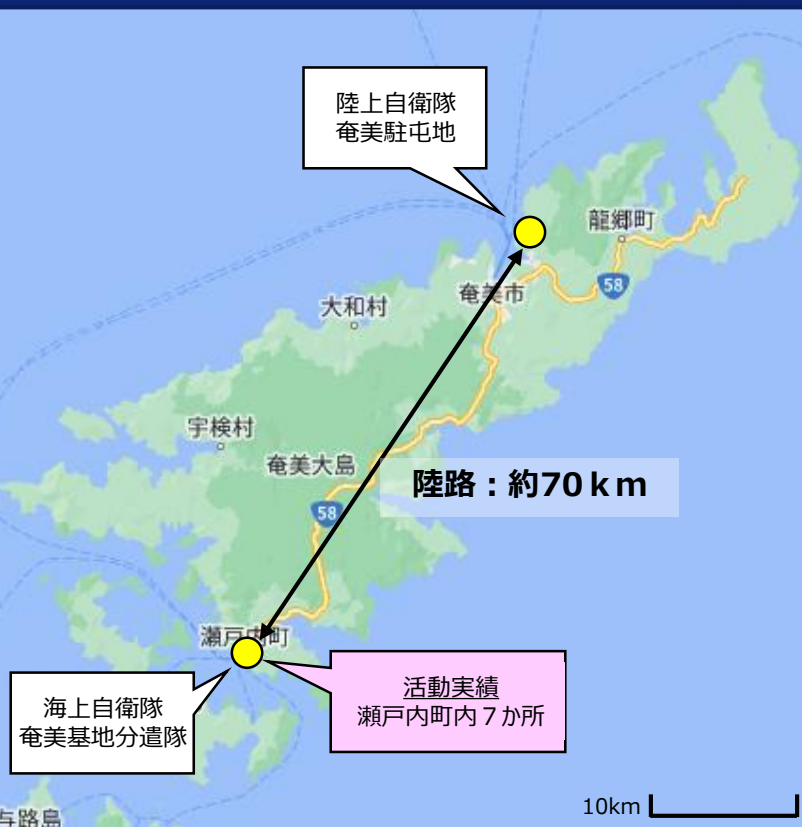 陸上自衛隊
奄美駐屯地
龍郷町
58
奄美市
大和村
宇検村
奄美大島
陸路：約70ｋｍ
58
瀬戸内町
海上自衛隊
奄美基地分遣隊
活動実績
瀬戸内町内７か所
10km
与路島